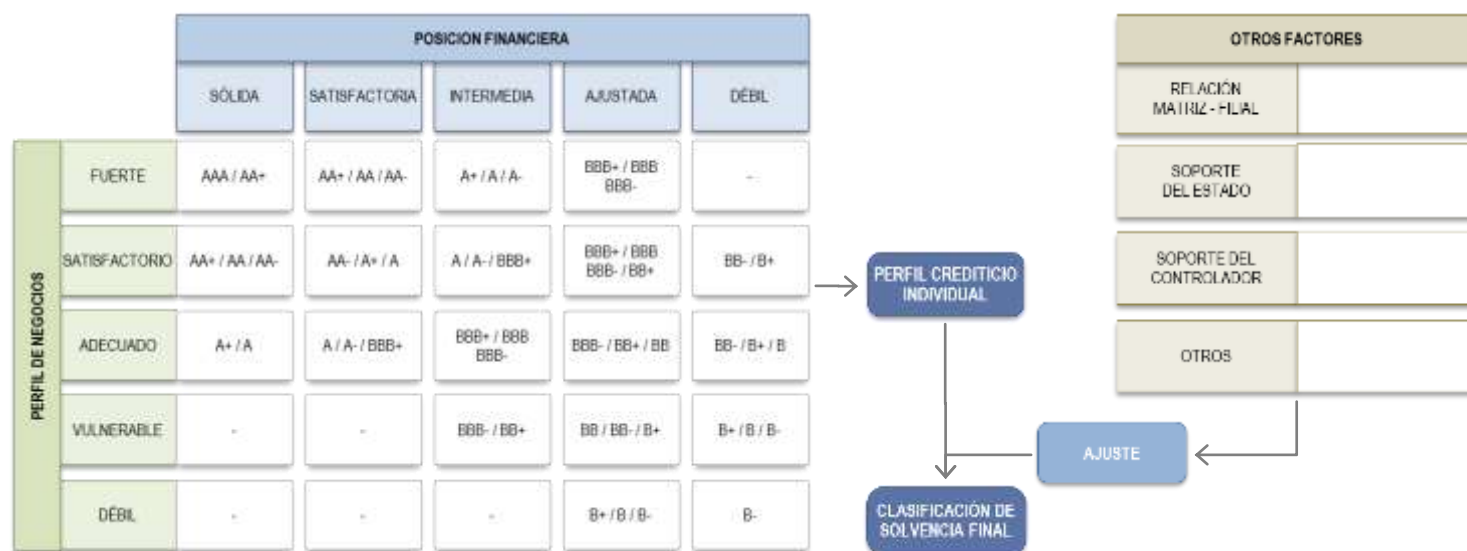 POSICION FINANCIERA
SÓLIDA
SATISFACTORIA
INTERMEDIA
AJUSTADA
DÉBIL
PERFIL DE NEGOCIOS
FUERTE
AAA / AA+
AA+ / AA / AA-
A+ / A / A-
BBB+ / BBB
BBB-
-
SATISFACTORIO
AA+ / AA / AA-
AA- / A+ / A
A / A- / BBB+
BBB+ / BBB
BBB- / BB+
BB- / B+
ADECUADO
A+ / A
A / A- / BBB+
BBB+ / BBB
BBB-
BBB- / BB+ / BB
BB- / B+ / B
VULNERABLE
-
-
BBB- / BB+
BB / BB- / B+
B+ / B / B-
DÉBIL
-
-
-
B+ / B / B-
B-
PERFIL CREDITICIO
INDIVIDUAL
CLASIFICACIÓN DE
SOLVENCIA FINAL
AJUSTE
OTROS FACTORES
RELACIÓN
MATRIZ - FILIAL
SOPORTE
DEL ESTADO
SOPORTE DEL
CONTROLADOR
OTROS